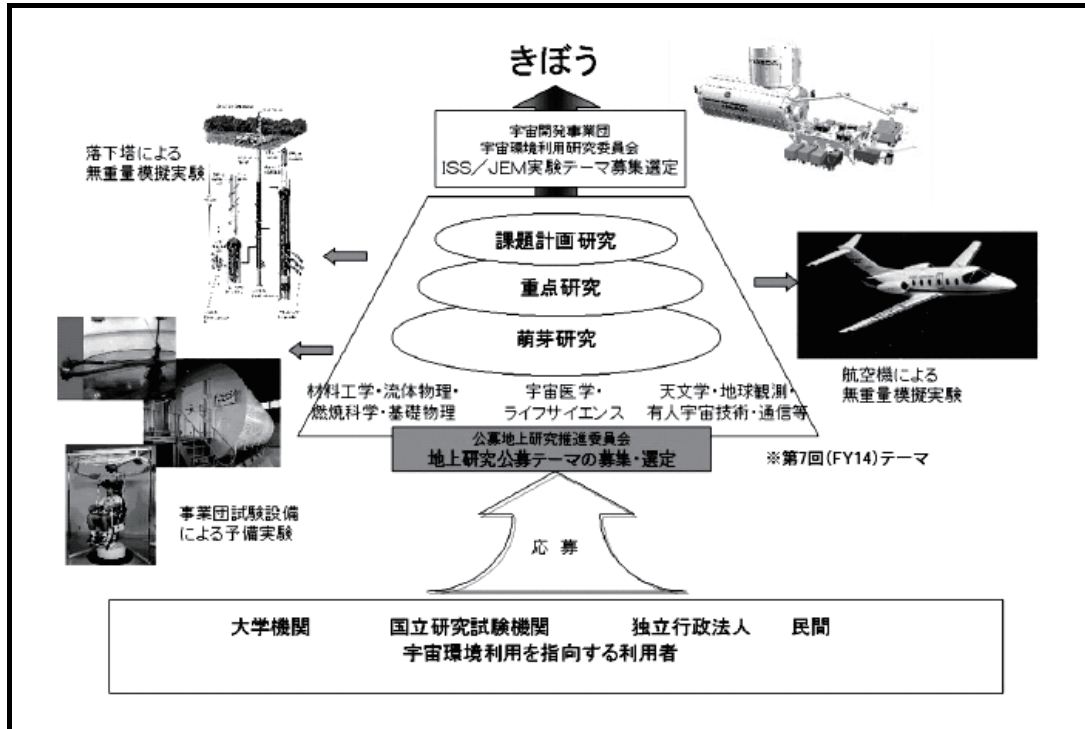 きぼう
宇宙開発事業団
宇宙環境利用研究委員会
ISS／JEM実験テーマ募集選定
落下塔による
無重量模擬実験
課題計画研究
重点研究
萌芽研究
材料工学・流体物理・
燃焼科学・基礎物理
宇宙医学・
ライフサイエンス
天文学・地球観測・
有人宇宙技術・通信等
航空機による
無重量模擬実験
公募地上研究推進委員会
地上研究公募テーマの募集・選定
※第7回(FY14)テーマ
事業団試験設備
による予備実験
応 募
大学機関 国立研究試験機関 独立行政法人 民間
宇宙環境利用を指向する利用者